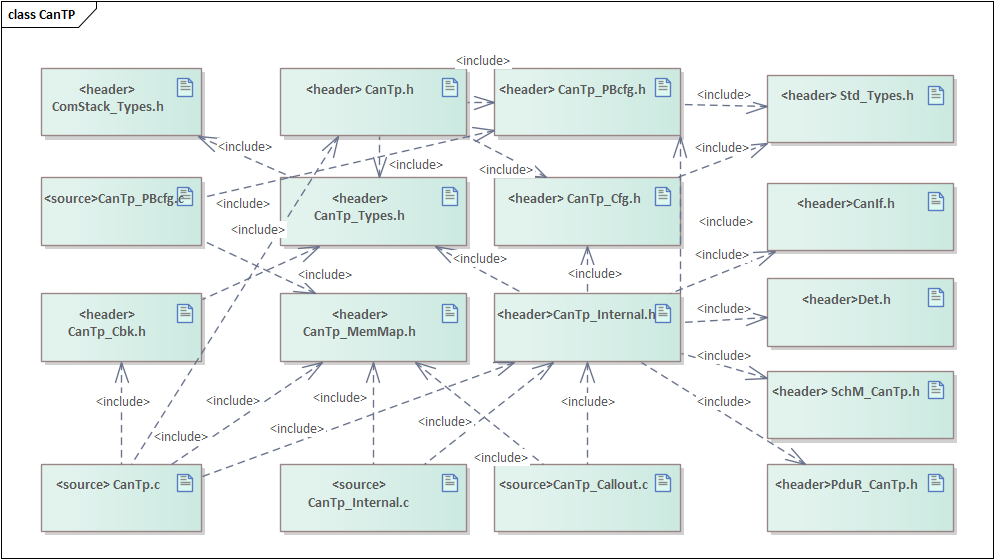 class CanTP
<include>
<header>
ComStack_Types.h
<header> CanTp.h
<header> CanTp_PBcfg.h
<include>
<header> Std_Types.h
<include>
<include>
<include>
<include>
<source>CanTp_PBcfg.c
<header>
CanTp_Types.h
<header> CanTp_Cfg.h
<header>CanIf.h
<include>
<include>
<include>
<include>
<include>
<include>
<include>
<header>
CanTp_Cbk.h
<header>
CanTp_MemMap.h
<header>CanTp_Internal.h
<header>Det.h
<include>
<include>
<header> SchM_CanTp.h
<include>
<include>
<include>
<include>
<include>
<include>
<include>
<include>
<include>
<include>
<source> CanTp.c
<source>
CanTp_Internal.c
<source>CanTp_Callout.c
<header>PduR_CanTp.h